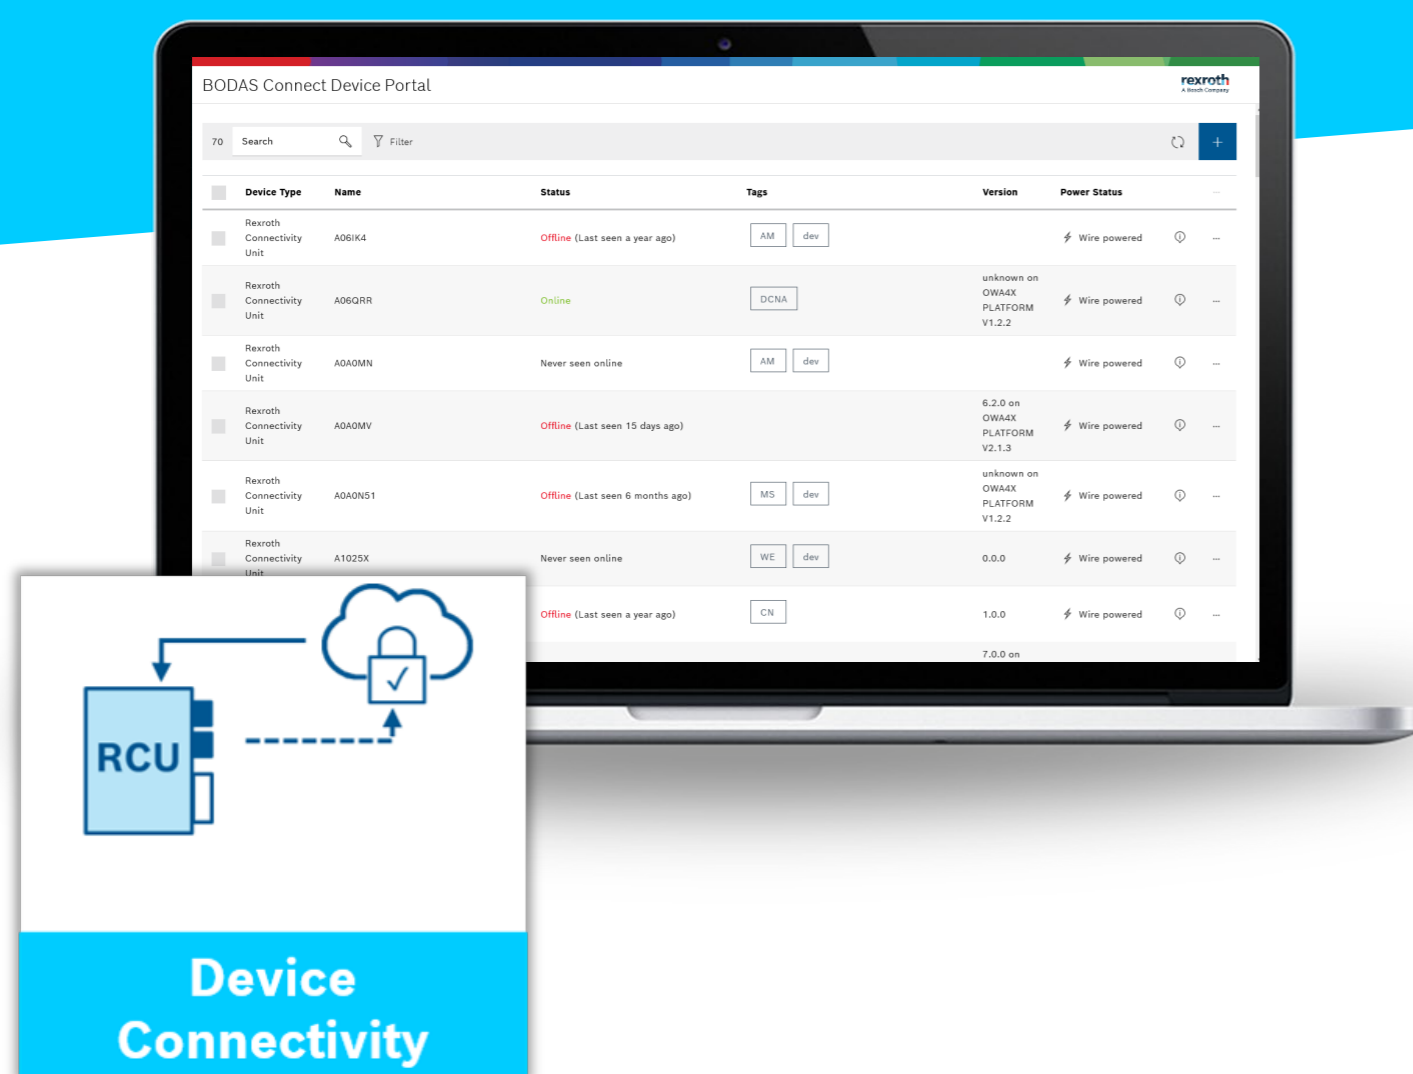 BODAS Connect Device Portal
rexroth
A Bosch Company
70 Search Filter +
Device Type Name Status Tags Version Power Status
Rexroth
Connectivity
Unit
A06IK4 Offline (Last seen a year ago) AM dev Wire powered
Rexroth
Connectivity
Unit
A06QRR Online DCNA
unknown on
OWA4X
PLATFORM
V1.2.2
Wire powered
Rexroth
Connectivity
Unit
A0A0MN Never seen online AM dev Wire powered
Rexroth
Connectivity
Unit
A0A0MV Offline (Last seen 15 days ago)
6.2.0 on
OWA4X
PLATFORM
V2.1.3
Wire powered
Rexroth
Connectivity
Unit
A0A0N51 Offline (Last seen 6 months ago) MS dev
unknown on
OWA4X
PLATFORM
V1.2.2
Wire powered
Rexroth
Connectivity
Unit
A1025X Never seen online WE dev 0.0.0 Wire powered
Offline (Last seen a year ago) CN 1.0.0 Wire powered
7.0.0 on
RCU
Device
Connectivity